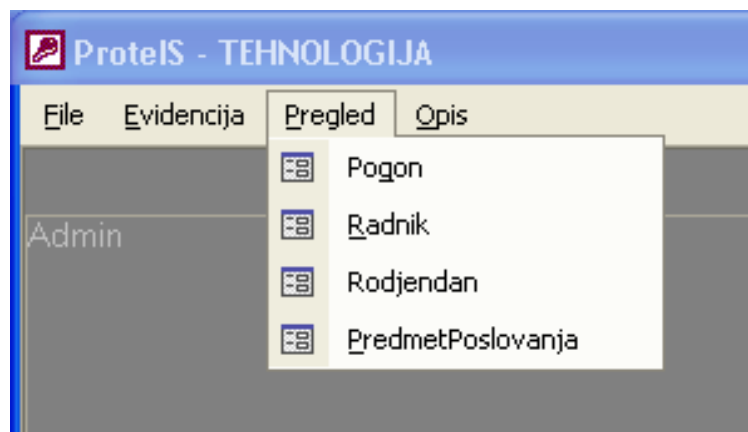 ProteIS - TEHNOLOGIJA
File Evidencija Pregled Opis
Pogon
Admin
Radnik
Rodjendan
PredmetPoslovanja